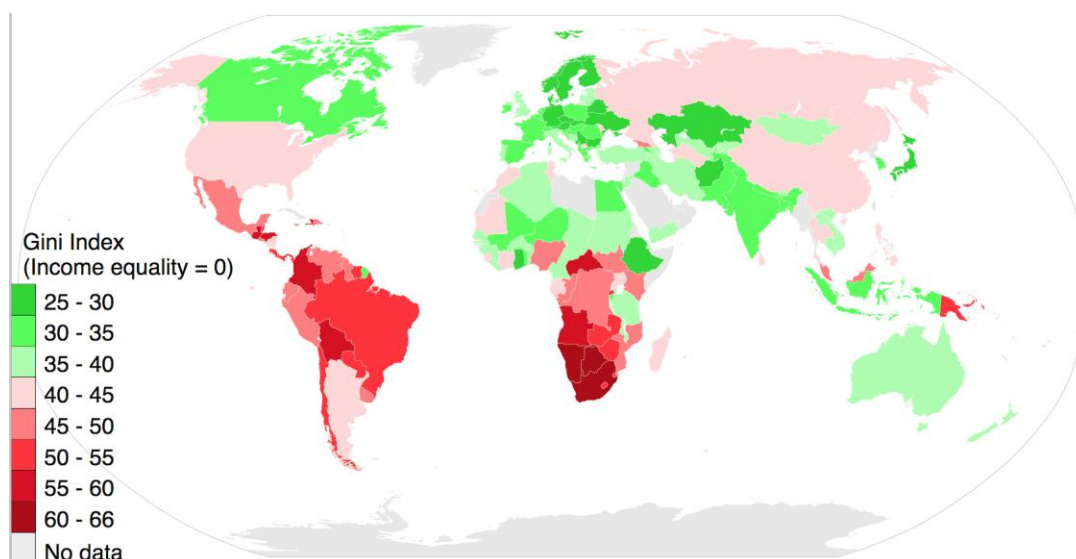 Gini Index
(Income equality = 0)
25 - 30
30 - 35
35 - 40
40 - 45
45 - 50
50 - 55
55 - 60
60 - 66
No data